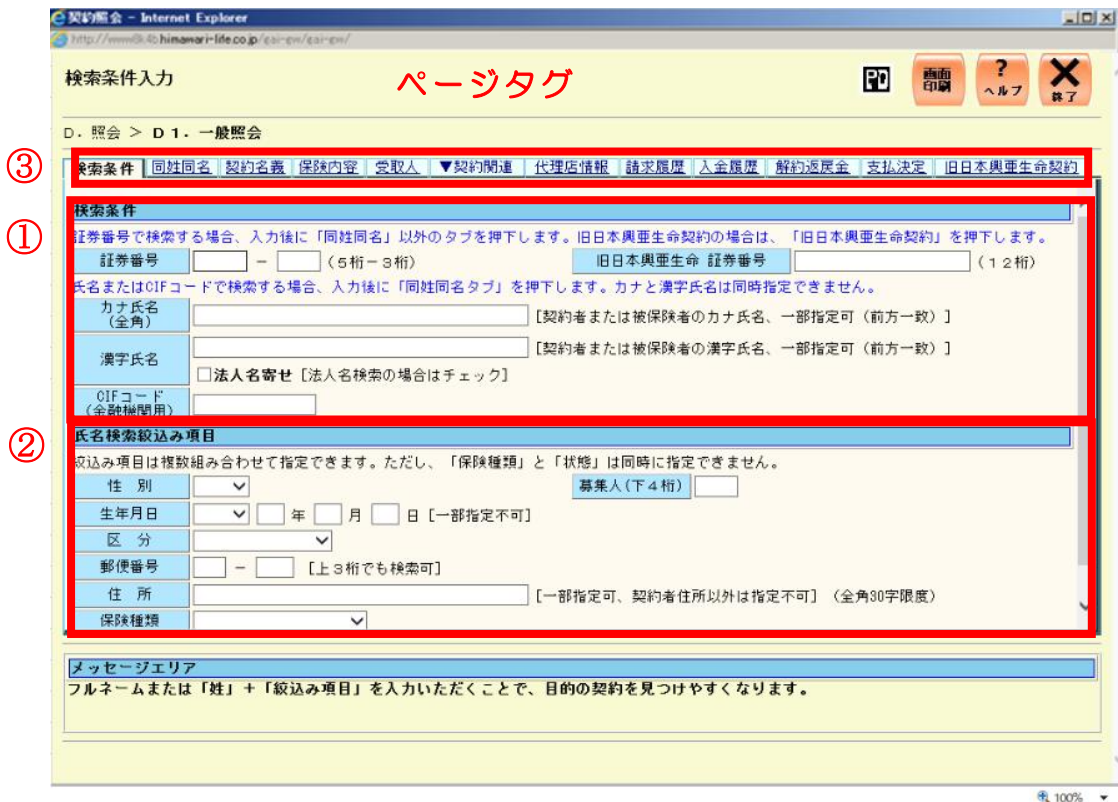 契約照会 - Internet Explorer
himawari-life.co.jp
検索条件入力
ページタグ
画面印刷
?
ヘルプ
終了
D. 照会 > D1. 一般照会
③
検索条件 同姓同名 契約名義 保険内容 受取人 ▼契約関連 代理店情報 請求履歴 入金履歴 解約返戻金 支払決定 旧日本興亜生命契約
①
検索条件
証券番号で検索する場合、入力後に「同姓同名」以外のタブを押下します。旧日本興亜生命契約の場合は、「旧日本興亜生命契約」を押下します。
証券番号 - (5桁-3桁) 旧日本興亜生命 証券番号 (12桁)
氏名またはCIFコードで検索する場合、入力後に「同姓同名タブ」を押下します。カナと漢字氏名は同時指定できません。
カナ氏名
(全角)
[契約者または被保険者のカナ氏名、一部指定可(前方一致)]
漢字氏名
[契約者または被保険者の漢字氏名、一部指定可(前方一致)]
法人名寄せ [法人名検索の場合はチェック]
CIFコード
(金融機関用)
②
氏名検索絞込み項目
絞込み項目は複数組み合わせて指定できます。ただし、「保険種類」と「状態」は同時に指定できません。
性 別 募集人(下4桁)
生年月日 年 月 日 [一部指定不可]
区 分
郵便番号 - [上3桁でも検索可]
住 所 [一部指定可、契約者住所以外は指定不可] (全角30字限度)
保険種類
メッセージエリア
フルネームまたは「姓」+「絞込み項目」を入力いただくことで、目的の契約を見つけやすくなります。
100%